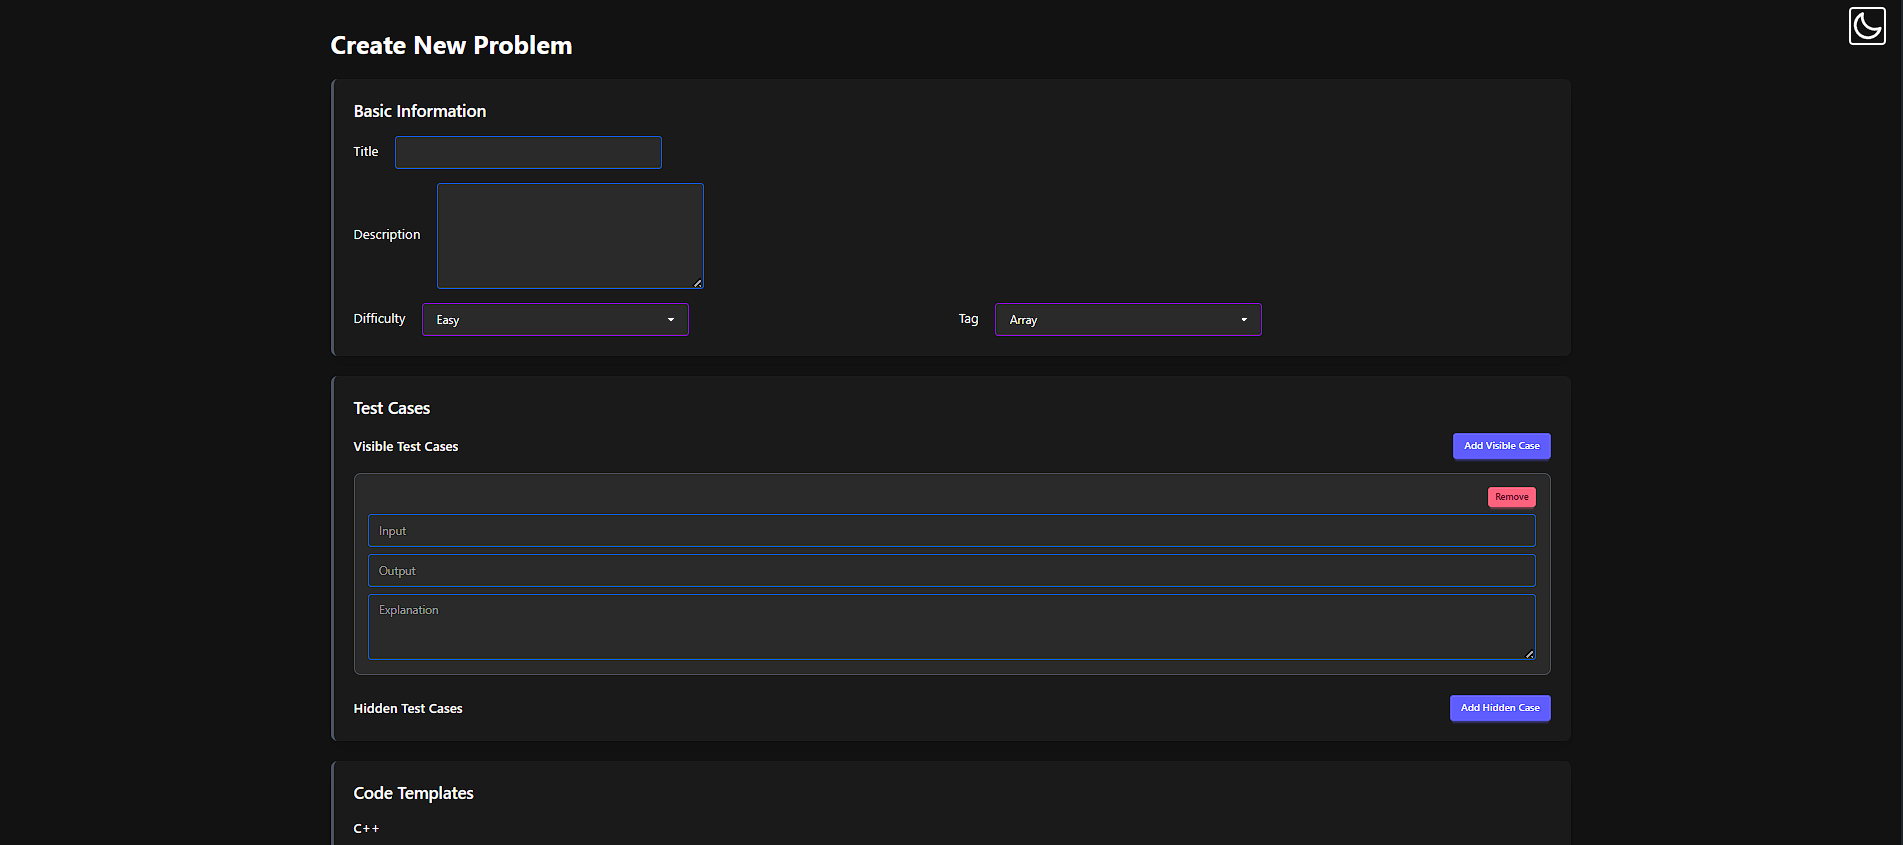 Create New Problem
Basic Information
Title
Description
Difficulty Easy Tag Array
Test Cases
Visible Test Cases Add Visible Case
Remove
Input
Output
Explanation
Hidden Test Cases Add Hidden Case
Code Templates
C++